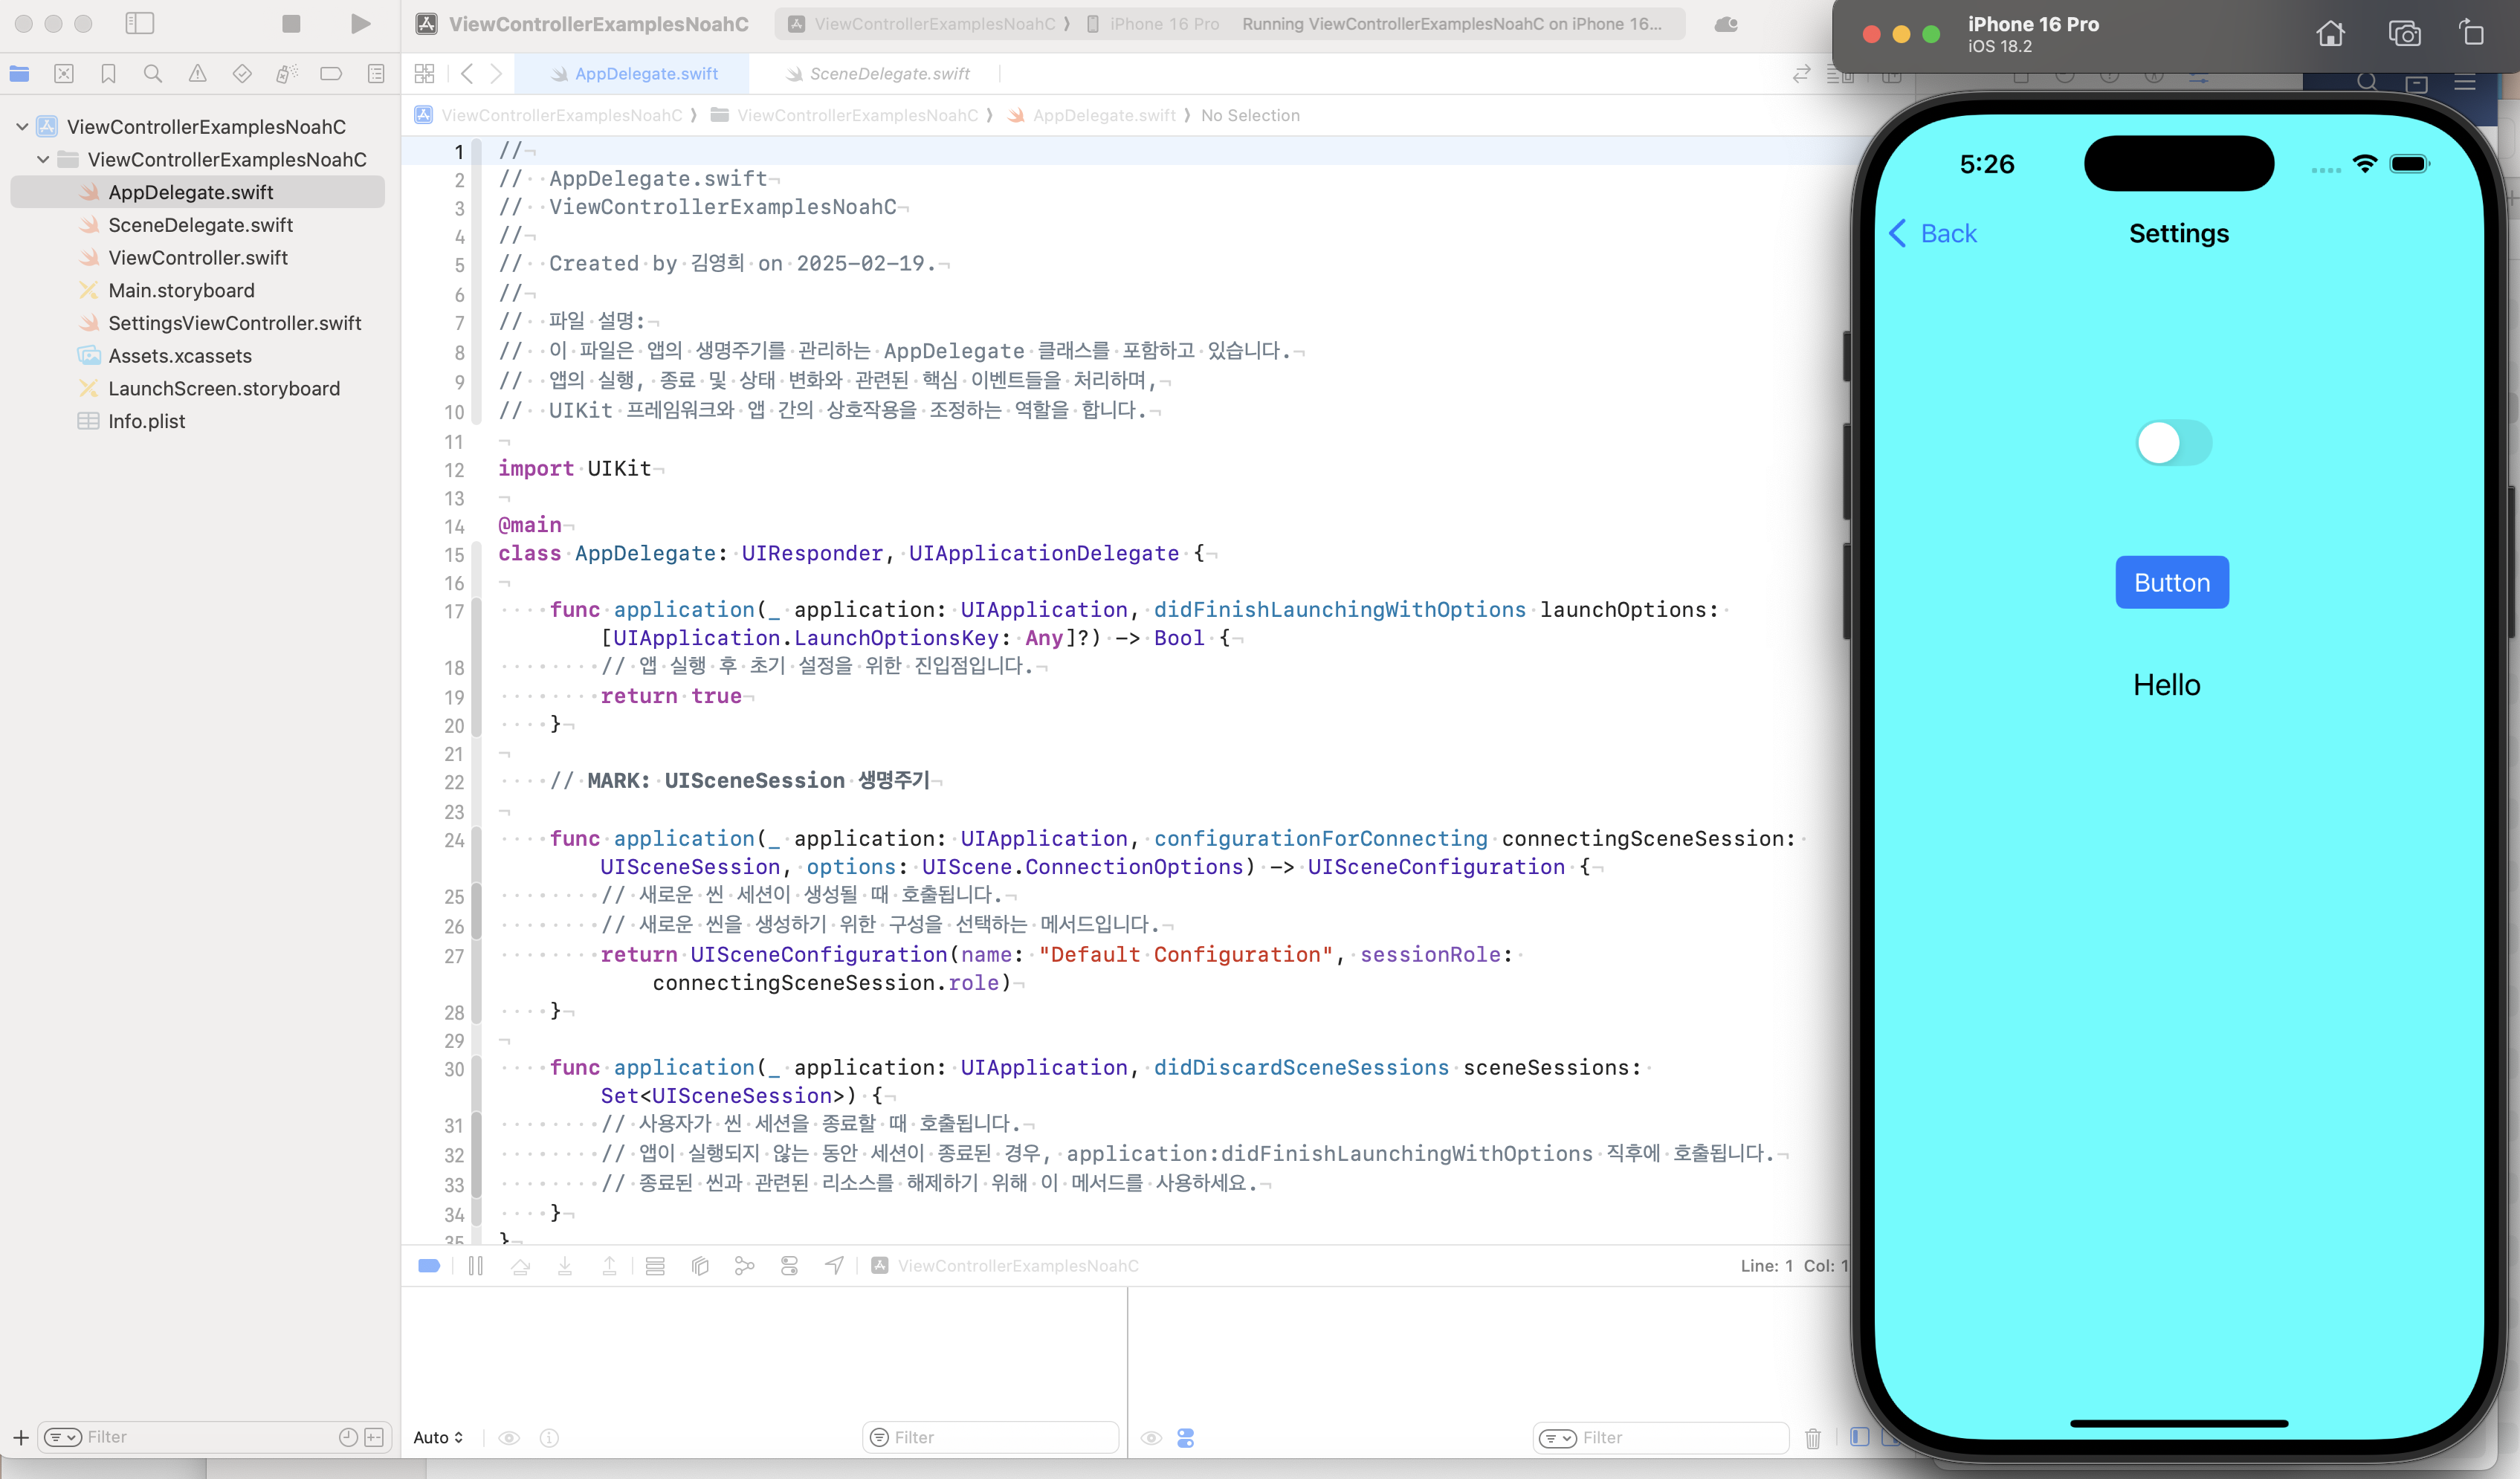 ViewControllerExamplesNoahC
ViewControllerExamplesNoahC ⟩ iPhone 16 Pro
Running ViewControllerExamplesNoahC on iPhone 16...
AppDelegate.swift
SceneDelegate.swift
ViewControllerExamplesNoahC ⟩ ViewControllerExamplesNoahC ⟩ AppDelegate.swift ⟩ No Selection
ViewControllerExamplesNoahC
ViewControllerExamplesNoahC
AppDelegate.swift
SceneDelegate.swift
ViewController.swift
Main.storyboard
SettingsViewController.swift
Assets.xcassets
LaunchScreen.storyboard
Info.plist
Filter
1 //
2 // AppDelegate.swift
3 // ViewControllerExamplesNoahC
4 //
5 // Created by 김영희 on 2025-02-19.
6 //
7 // 파일 설명:
8 // 이 파일은 앱의 생명주기를 관리하는 AppDelegate 클래스를 포함하고 있습니다.
9 // 앱의 실행, 종료 및 상태 변화와 관련된 핵심 이벤트들을 처리하며,
10 // UIKit 프레임워크와 앱 간의 상호작용을 조정하는 역할을 합니다.
11
12 import UIKit
13
14 @main
15 class AppDelegate: UIResponder, UIApplicationDelegate {
16
17 func application(_ application: UIApplication, didFinishLaunchingWithOptions launchOptions:
[UIApplication.LaunchOptionsKey: Any]?) -> Bool {
18 // 앱 실행 후 초기 설정을 위한 진입점입니다.
19 return true
20 }
21
22 // MARK: UISceneSession 생명주기
23
24 func application(_ application: UIApplication, configurationForConnecting connectingSceneSession:
UISceneSession, options: UIScene.ConnectionOptions) -> UISceneConfiguration {
25 // 새로운 씬 세션이 생성될 때 호출됩니다.
26 // 새로운 씬을 생성하기 위한 구성을 선택하는 메서드입니다.
27 return UISceneConfiguration(name: "Default Configuration", sessionRole:
connectingSceneSession.role)
28 }
29
30 func application(_ application: UIApplication, didDiscardSceneSessions sceneSessions:
Set<UISceneSession>) {
31 // 사용자가 씬 세션을 종료할 때 호출됩니다.
32 // 앱이 실행되지 않는 동안 세션이 종료된 경우, application:didFinishLaunchingWithOptions 직후에 호출됩니다.
33 // 종료된 씬과 관련된 리소스를 해제하기 위해 이 메서드를 사용하세요.
34 }
35 }
ViewControllerExamplesNoahC
Line: 1 Col: 1
Auto
Filter
Filter
iPhone 16 Pro
iOS 18.2
5:26
Back
Settings
Button
Hello